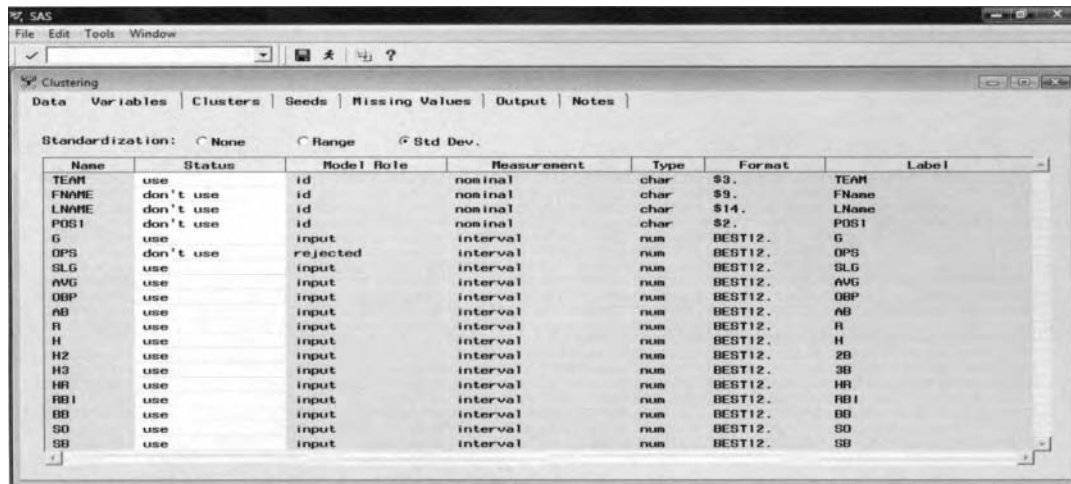 SAS
File Edit Tools Window
?
Clustering
Data Variables Clusters Seeds Missing Values Output Notes
Standardization: None Range Std Dev.
Name Status Model Role Measurement Type Format Label
TEAM use id nominal char $3. TEAM
FNAME don't use id nominal char $9. FName
LNAME don't use id nominal char $14. LName
POS1 don't use id nominal char $2. POS1
G use input interval num BEST12. G
OPS don't use rejected interval num BEST12. OPS
SLG use input interval num BEST12. SLG
AVG use input interval num BEST12. AVG
OBP use input interval num BEST12. OBP
AB use input interval num BEST12. AB
R use input interval num BEST12. R
H use input interval num BEST12. H
H2 use input interval num BEST12. 2B
H3 use input interval num BEST12. 3B
HR use input interval num BEST12. HR
RBI use input interval num BEST12. RBI
BB use input interval num BEST12. BB
SO use input interval num BEST12. SO
SB use input interval num BEST12. SB